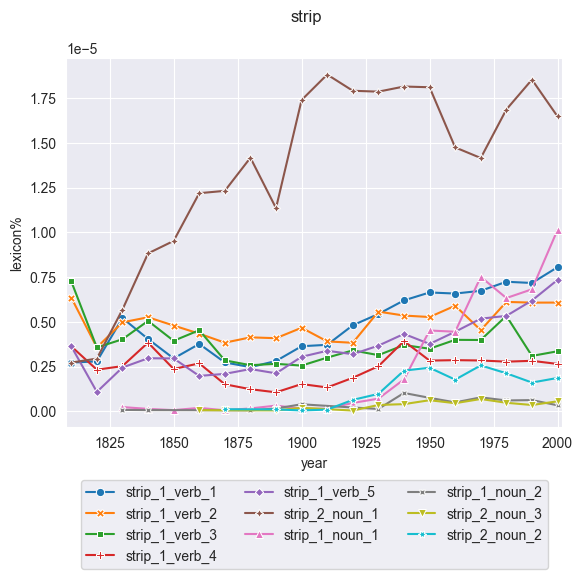 strip
1e−5
1.75
1.50
1.25
1.00
0.75
0.50
0.25
0.00
lexicon%
1825 1850 1875 1900 1925 1950 1975 2000
year
strip_1_verb_1 strip_1_verb_5 strip_1_noun_2
strip_1_verb_2 strip_2_noun_1 strip_2_noun_3
strip_1_verb_3 strip_1_noun_1 strip_2_noun_2
strip_1_verb_4